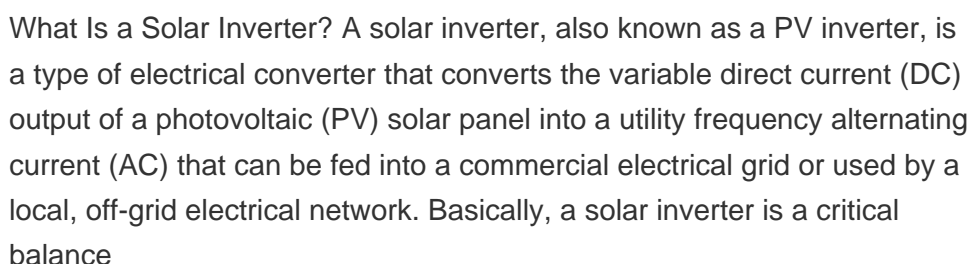 What Is a Solar Inverter? A solar inverter, also known as a PV inverter, is
a type of electrical converter that converts the variable direct current (DC)
output of a photovoltaic (PV) solar panel into a utility frequency alternating
current (AC) that can be fed into a commercial electrical grid or used by a
local, off-grid electrical network. Basically, a solar inverter is a critical
balance